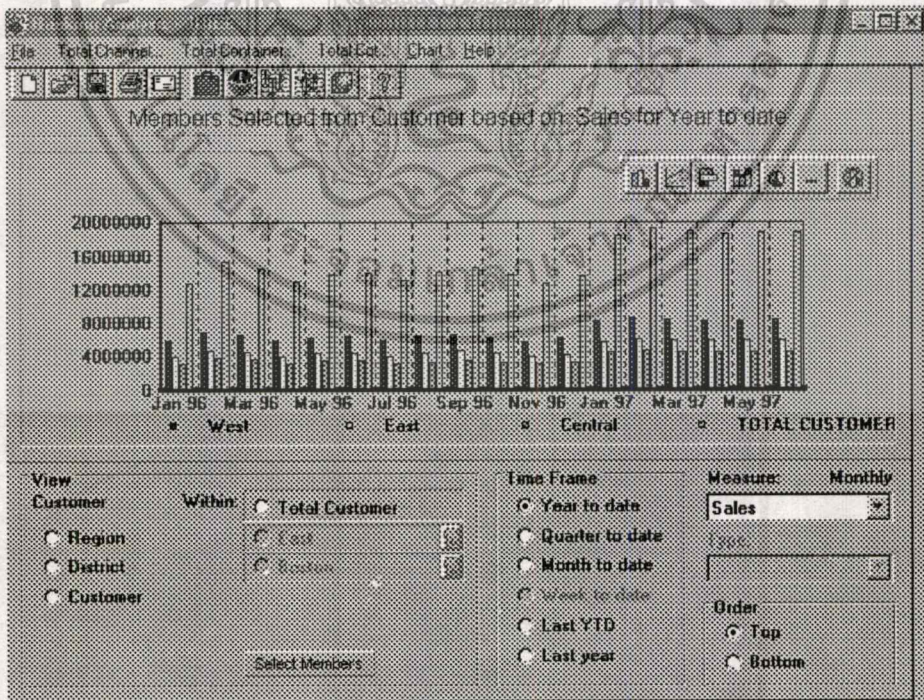 File Total Channel.. Total Container.. Total Cat.. Chart Help
Members Selected from Customer based on: Sales for Year to date
20000000
16000000
12000000
8000000
4000000
0
Jan 96 Mar 96 May 96 Jul 96 Sep 96 Nov 96 Jan 97 Mar 97 May 97
West East Central TOTAL CUSTOMER
View
Customer Within: Total Customer
Region East
District Boston
Customer
Select Members
Time Frame
Year to date
Quarter to date
Month to date
Week to date
Last YTD
Last year
Measure: Monthly
Sales
Type:
Order
Top
Bottom